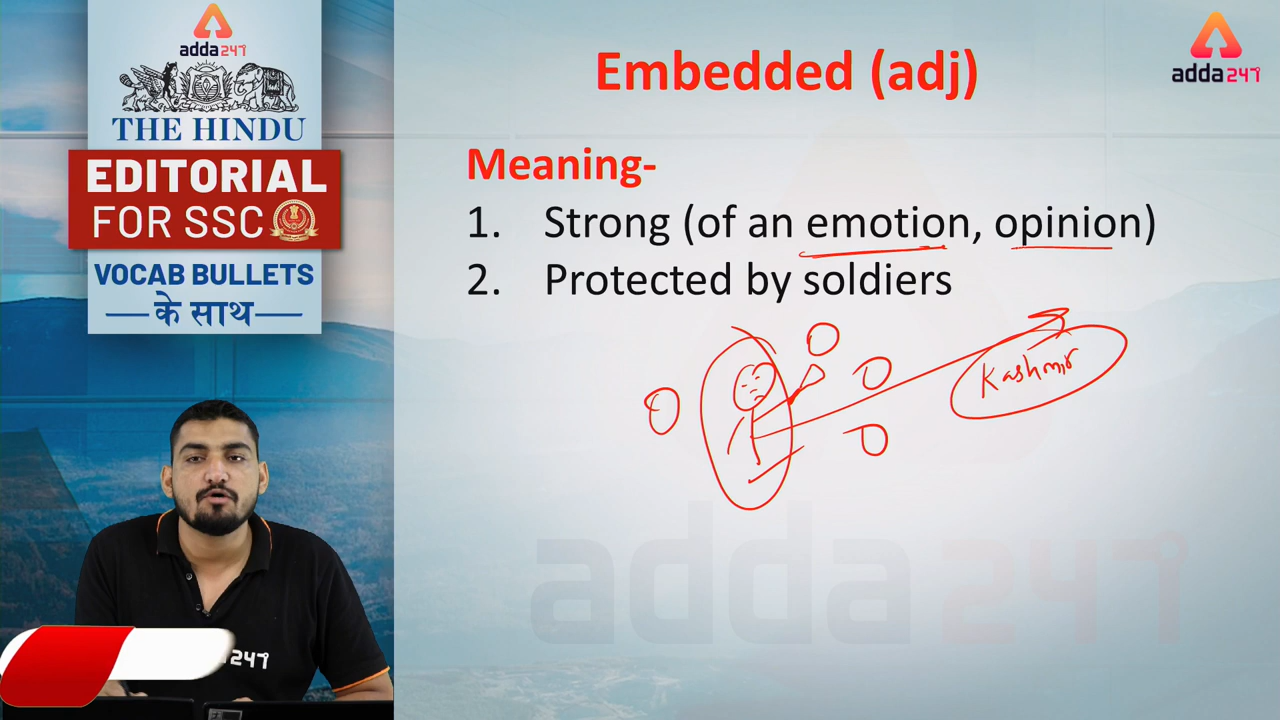 adda247
THE HINDU
EDITORIAL
FOR SSC
VOCAB BULLETS
के साथ
adda247
Embedded (adj)
Meaning-
1. Strong (of an emotion, opinion)
2. Protected by soldiers
Kashmir
adda247
247